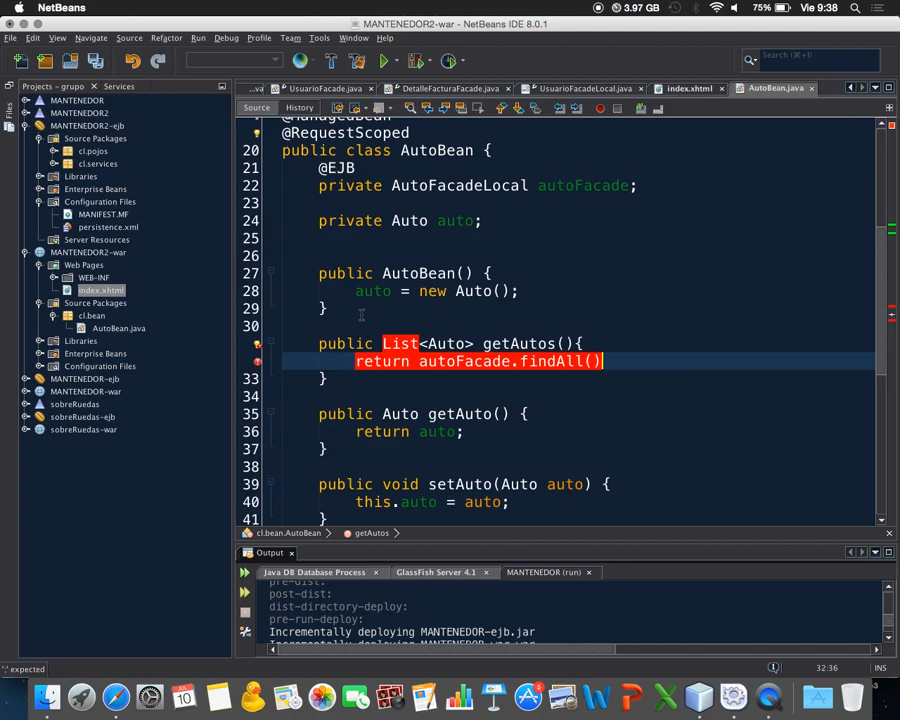 NetBeans 3.97 GB 75% Vie 9:38
MANTENEDOR2-war - NetBeans IDE 8.0.1
File Edit View Navigate Source Refactor Run Debug Profile Team Tools Window Help
Search (⌘+I)
Projects - grupo Services
...va UsuarioFacade.java DetalleFacturaFacade.java UsuarioFacadeLocal.java index.xhtml AutoBean.java
Source History
Files
MANTENEDOR
MANTENEDOR2
MANTENEDOR2-ejb
Source Packages
cl.pojos
cl.services
Libraries
Enterprise Beans
Configuration Files
MANIFEST.MF
persistence.xml
Server Resources
MANTENEDOR2-war
Web Pages
WEB-INF
index.xhtml
Source Packages
cl.bean
AutoBean.java
Libraries
Enterprise Beans
Configuration Files
MANTENEDOR-ejb
MANTENEDOR-war
sobreRuedas
sobreRuedas-ejb
sobreRuedas-war
@ManagedBean
@RequestScoped
20 public class AutoBean {
21 @EJB
22 private AutoFacadeLocal autoFacade;
23
24 private Auto auto;
25
26
27 public AutoBean() {
28 auto = new Auto();
29 }
30
public List<Auto> getAutos(){
return autoFacade.findAll()
33 }
34
35 public Auto getAuto() {
36 return auto;
37 }
38
39 public void setAuto(Auto auto) {
40 this.auto = auto;
41 }
cl.bean.AutoBean getAutos
Output
Java DB Database Process GlassFish Server 4.1 MANTENEDOR (run)
pre-dist:
post-dist:
dist-directory-deploy:
pre-run-deploy:
Incrementally deploying MANTENEDOR-ejb.jar
';' expected 1 32:36 INS